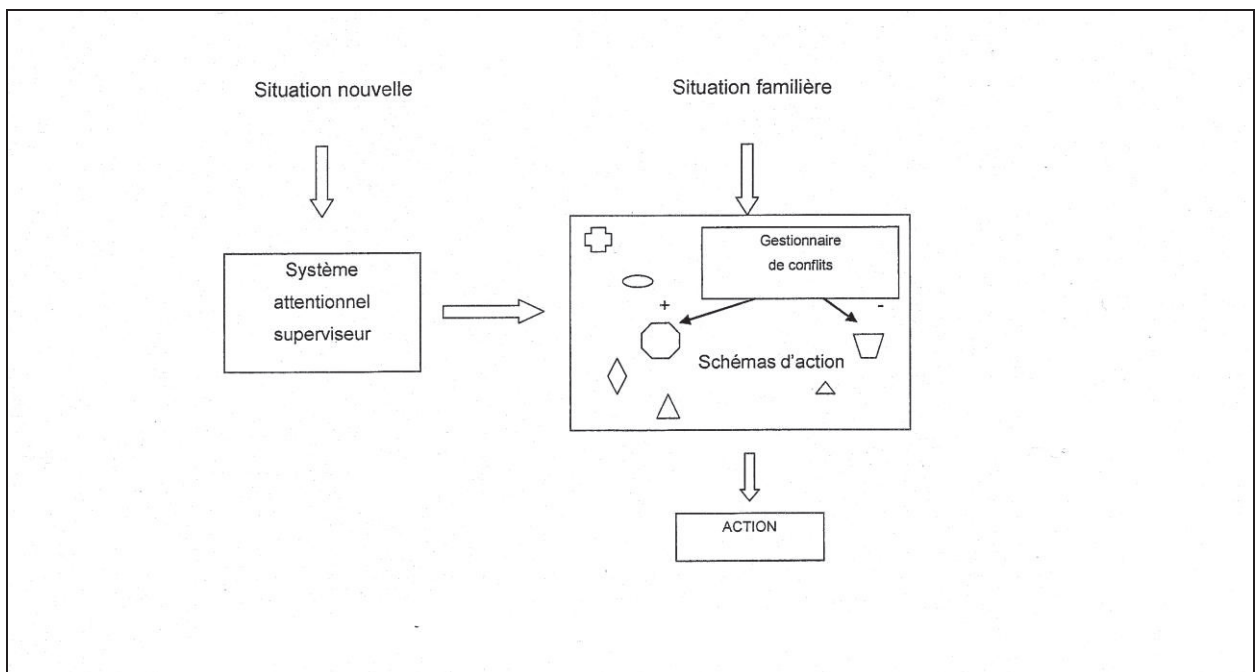 Situation nouvelle
Situation familière
Gestionnaire
de conflits
Système
attentionnel
superviseur
+
-
Schémas d'action
ACTION